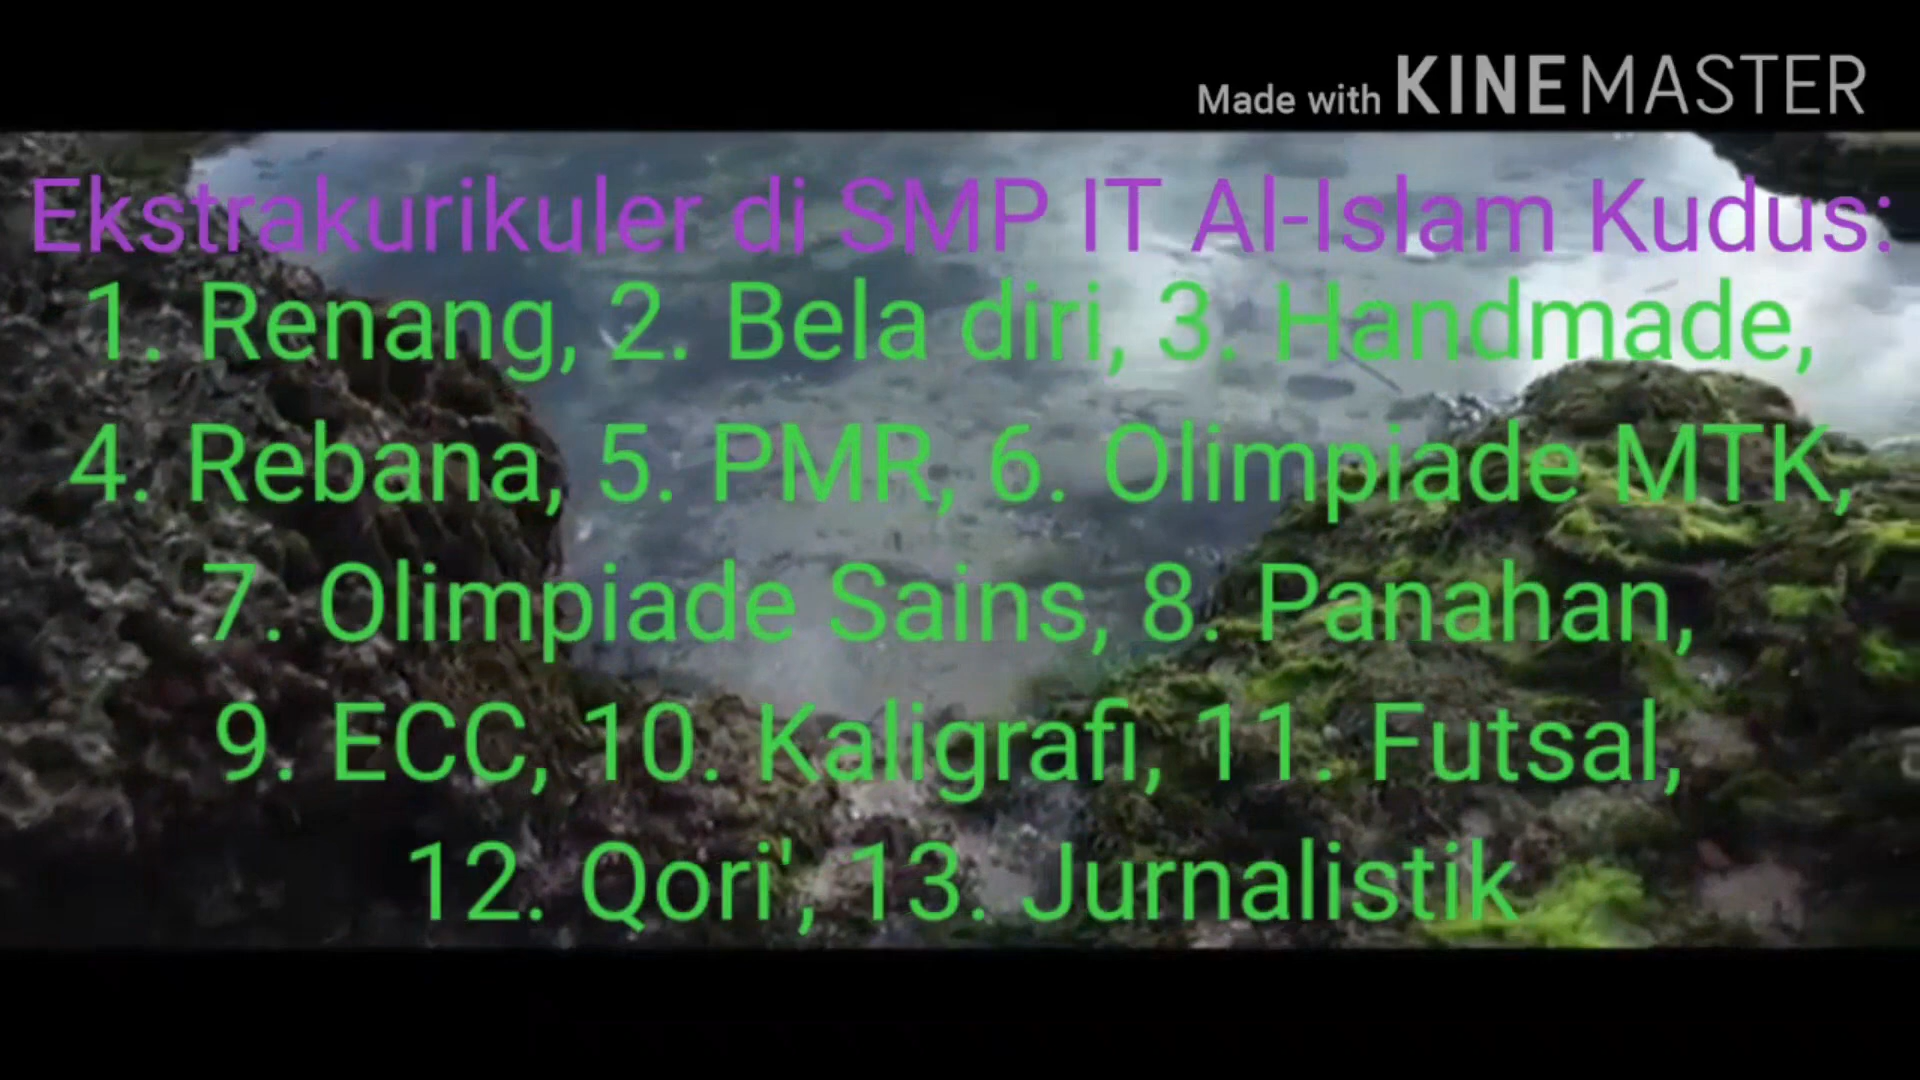 Made with KINEMASTER
Ekstrakurikuler di SMP IT Al-Islam Kudus:
1. Renang, 2. Bela diri, 3. Handmade,
4. Rebana, 5. PMR, 6. Olimpiade MTK,
7. Olimpiade Sains, 8. Panahan,
9. ECC, 10. Kaligrafi, 11. Futsal,
12. Qori', 13. Jurnalistik